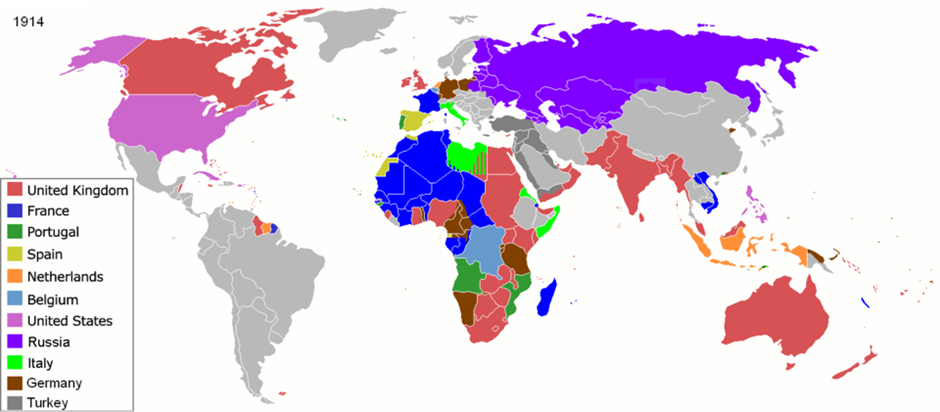 1914
United Kingdom
France
Portugal
Spain
Netherlands
Belgium
United States
Russia
Italy
Germany
Turkey